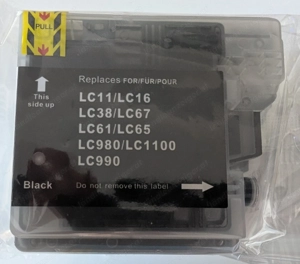 PULL
Replaces FOR/FÜR/POUR
This
side up
LC11/LC16
LC38/LC67
LC61/LC65
LC980/LC1100
LC990
Black
Do not remove this label